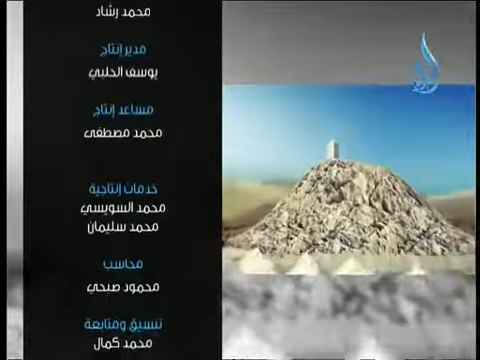 محمد رشاد
مدير إنتاج
يوسف الحلبي
مساعد إنتاج
محمد مصطفى
خدمات إنتاجية
محمد السويسي
محمد سليمان
محاسب
محمود صبحي
تنسيق ومتابعة
محمد كمال